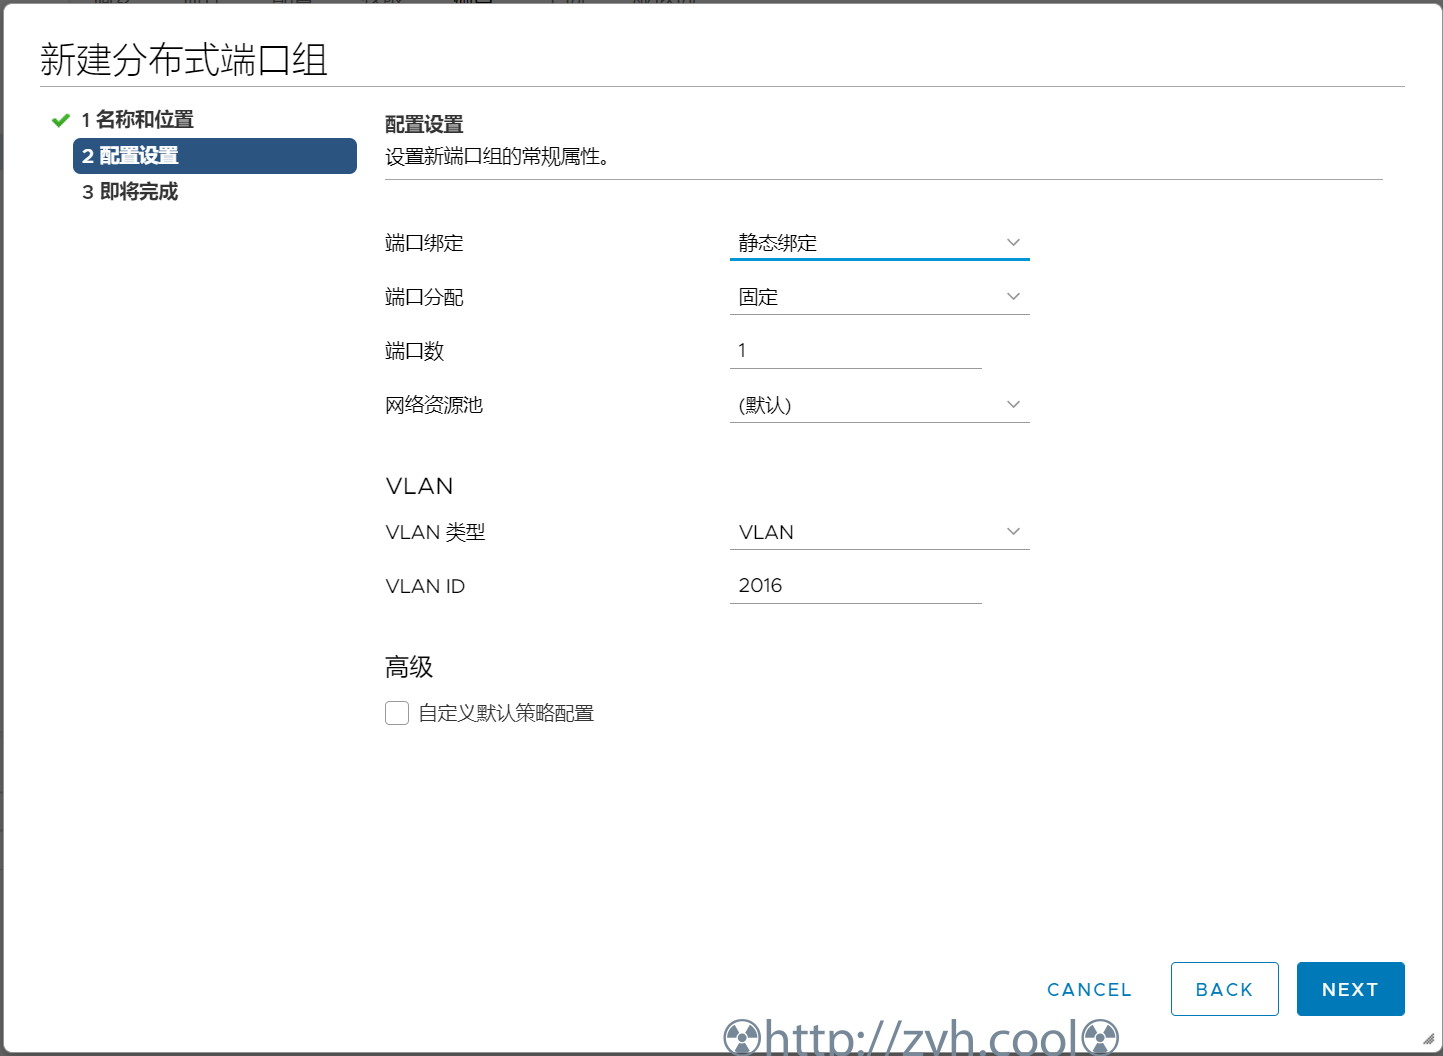 新建分布式端口组
1 名称和位置
2 配置设置
3 即将完成
配置设置
设置新端口组的常规属性。
端口绑定 静态绑定
端口分配 固定
端口数 1
网络资源池 (默认)
VLAN
VLAN 类型 VLAN
VLAN ID 2016
高级
自定义默认策略配置
CANCEL BACK NEXT
http://zyh.cool